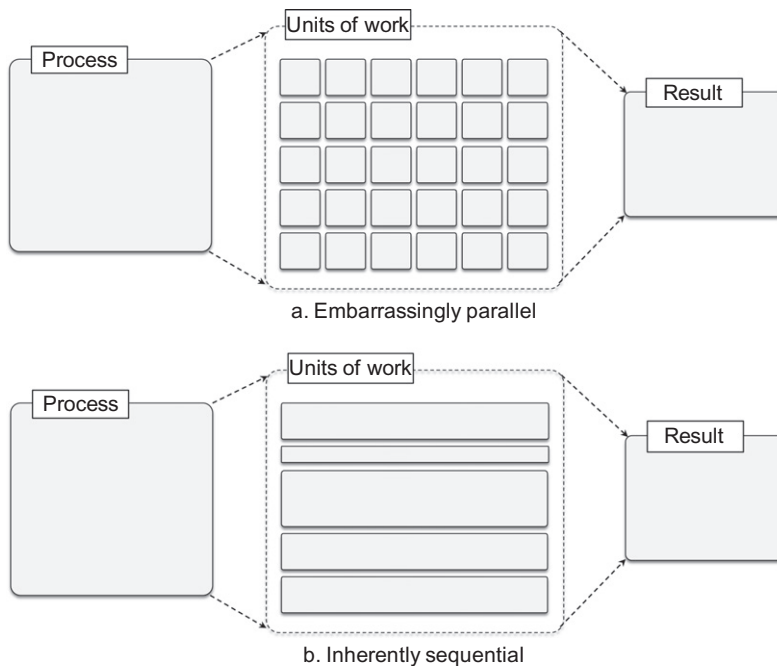 Units of work
Process
Result
a. Embarrassingly parallel
Units of work
Process
Result
b. Inherently sequential